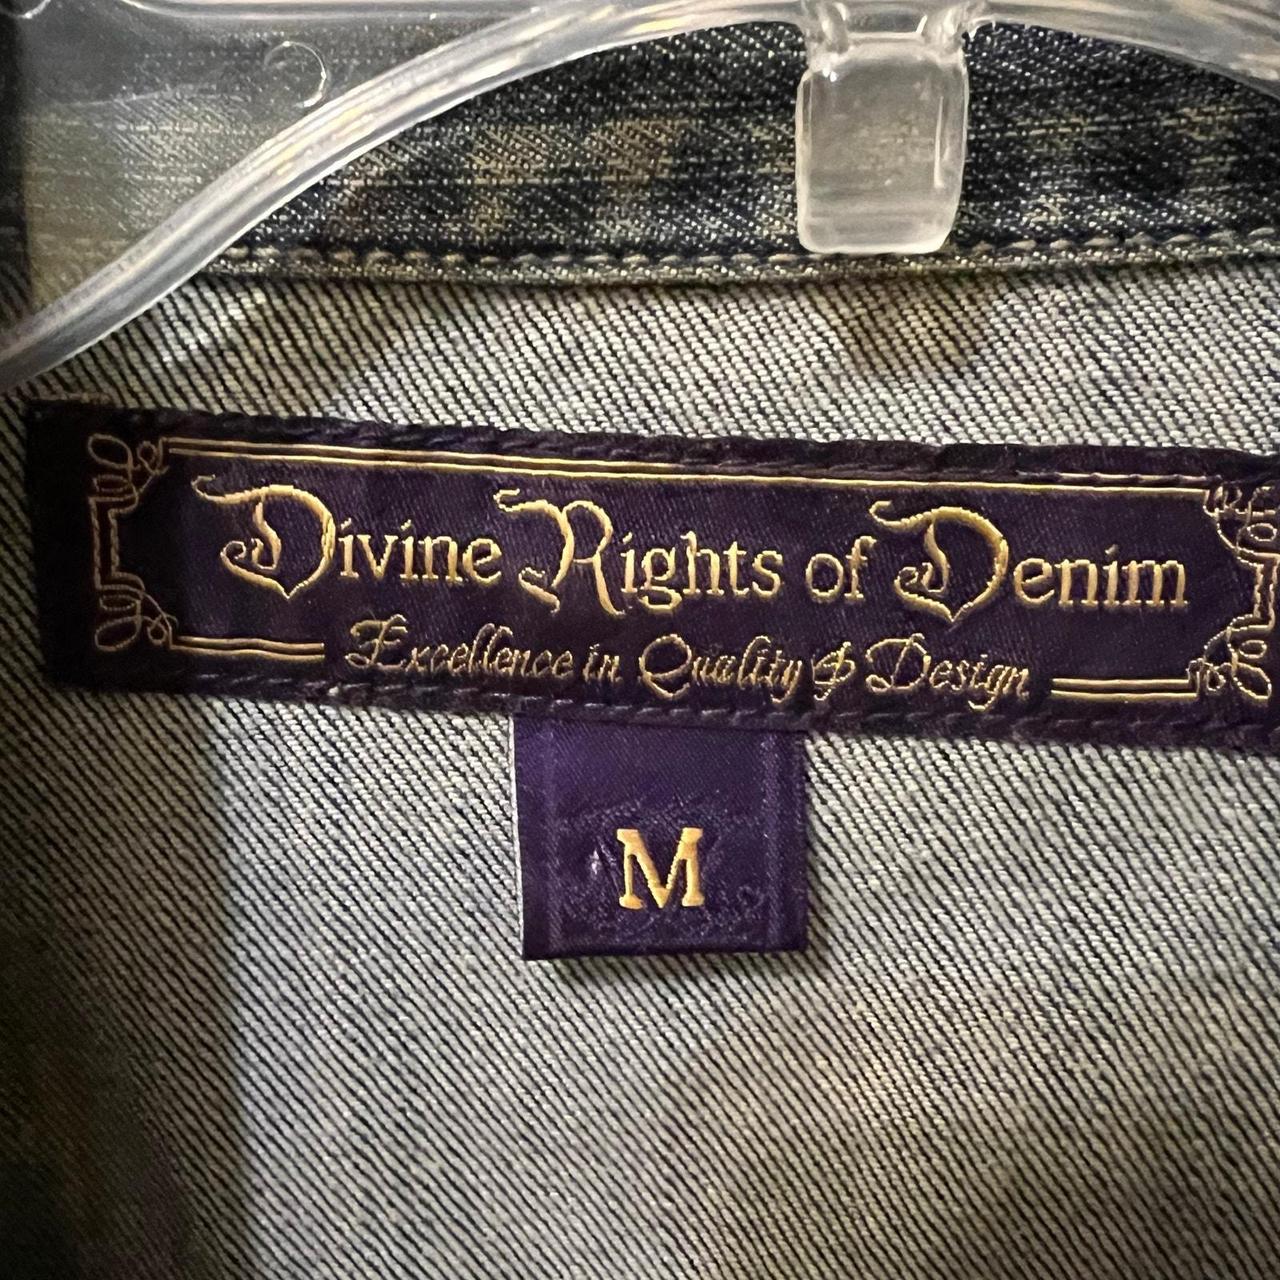 Divine Rights of Denim
Excellence in Quality & Design
M